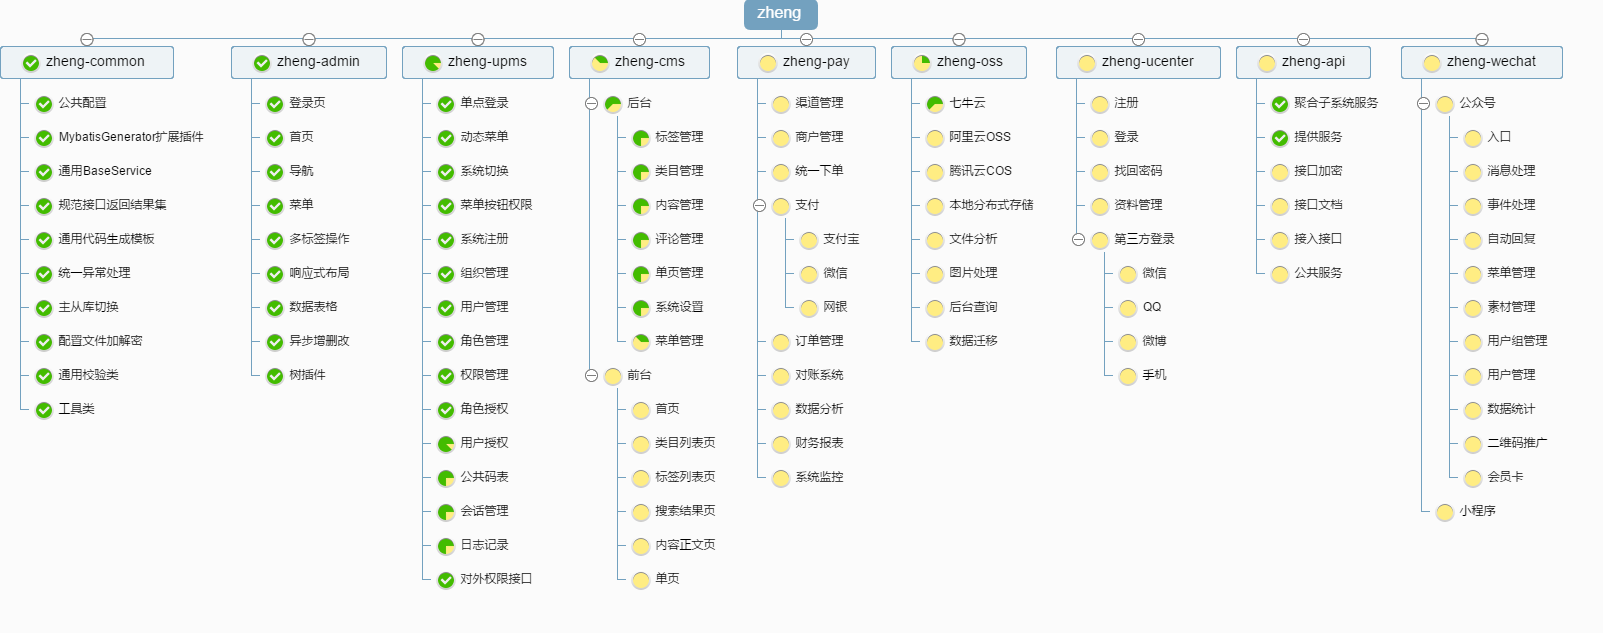 zheng
zheng-common
公共配置
MybatisGenerator扩展插件
通用BaseService
规范接口返回结果集
通用代码生成模板
统一异常处理
主从库切换
配置文件加解密
通用校验类
工具类
zheng-admin
登录页
首页
导航
菜单
多标签操作
响应式布局
数据表格
异步增删改
树插件
zheng-upms
单点登录
动态菜单
系统切换
菜单按钮权限
系统注册
组织管理
用户管理
角色管理
权限管理
角色授权
用户授权
公共码表
会话管理
日志记录
对外权限接口
zheng-cms
后台
标签管理
类目管理
内容管理
评论管理
单页管理
系统设置
菜单管理
前台
首页
类目列表页
标签列表页
搜索结果页
内容正文页
单页
zheng-pay
渠道管理
商户管理
统一下单
支付
支付宝
微信
网银
订单管理
对账系统
数据分析
财务报表
系统监控
zheng-oss
七牛云
阿里云OSS
腾讯云COS
本地分布式存储
文件分析
图片处理
后台查询
数据迁移
zheng-ucenter
注册
登录
找回密码
资料管理
第三方登录
微信
QQ
微博
手机
zheng-api
聚合子系统服务
提供服务
接口加密
接口文档
接入接口
公共服务
zheng-wechat
公众号
入口
消息处理
事件处理
自动回复
菜单管理
素材管理
用户组管理
用户管理
数据统计
二维码推广
会员卡
小程序